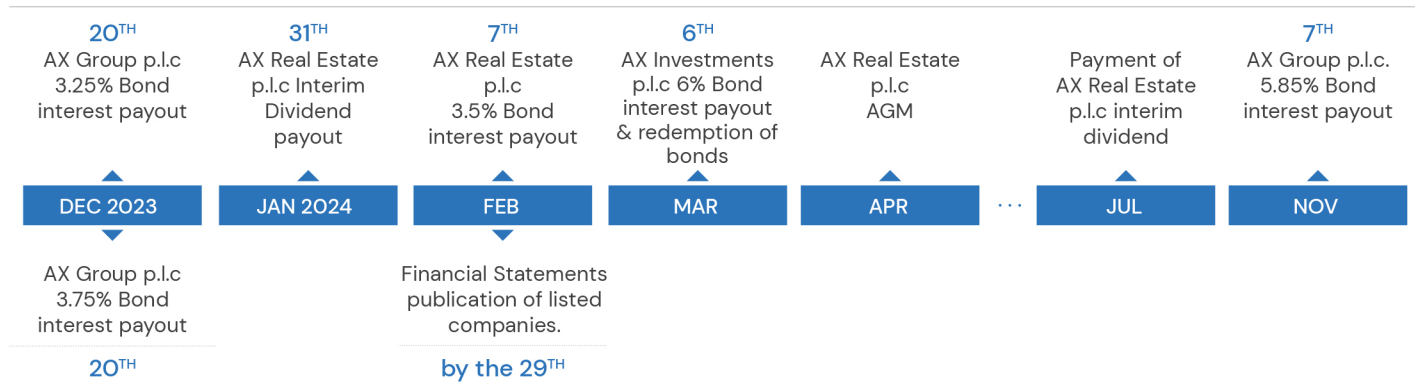 20TH
AX Group p.l.c
3.25% Bond
interest payout
31TH
AX Real Estate
p.l.c Interim
Dividend
payout
7TH
AX Real Estate
p.l.c
3.5% Bond
interest payout
6TH
AX Investments
p.l.c 6% Bond
interest payout
& redemption of
bonds
AX Real Estate
p.l.c
AGM
Payment of
AX Real Estate
p.l.c interim
dividend
7TH
AX Group p.l.c.
5.85% Bond
interest payout
DEC 2023
JAN 2024
FEB
MAR
APR
...
JUL
NOV
AX Group p.l.c
3.75% Bond
interest payout
20TH
Financial Statements
publication of listed
companies.
by the 29TH